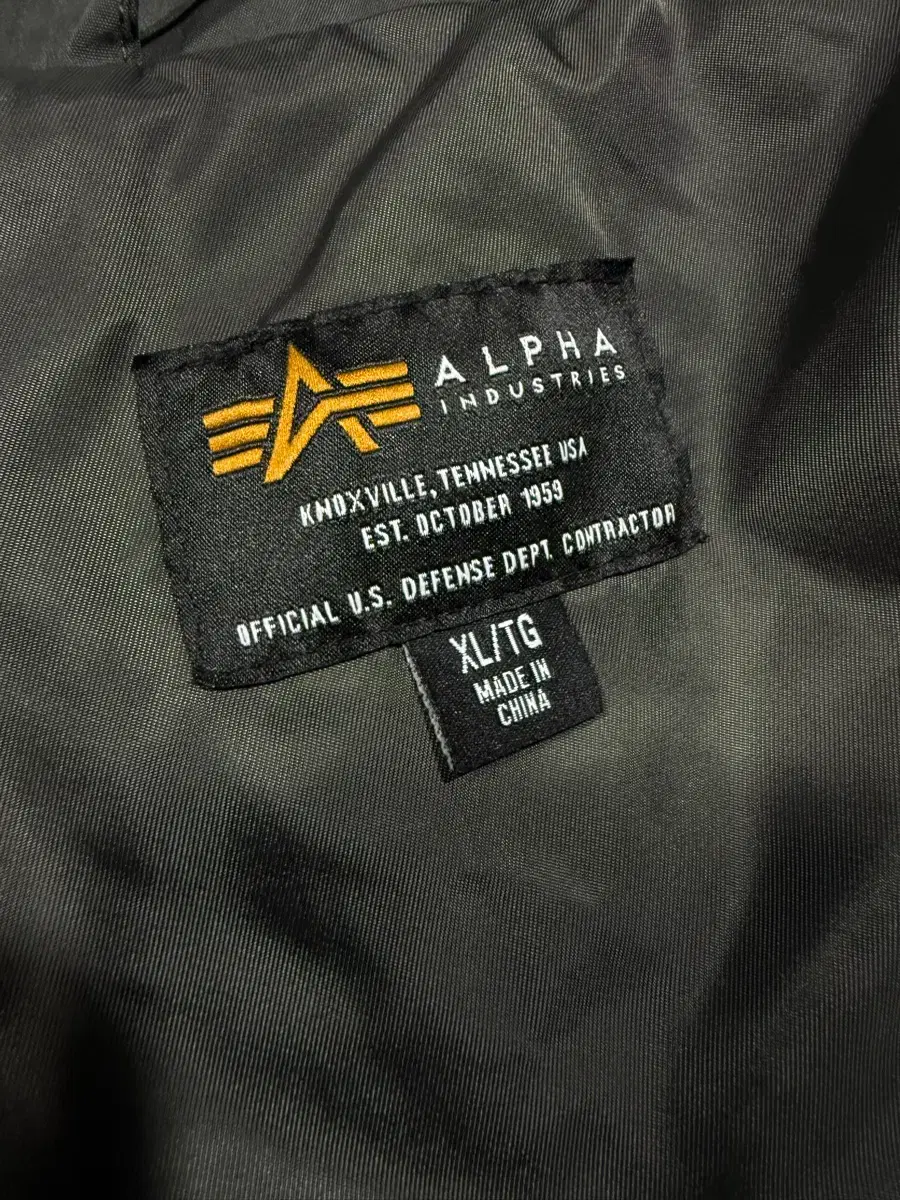 ALPHA
INDUSTRIES
KNOXVILLE, TENNESSEE USA
EST. OCTOBER 1959
OFFICIAL U.S. DEFENSE DEPT. CONTRACTOR
XL/TG
MADE IN
CHINA